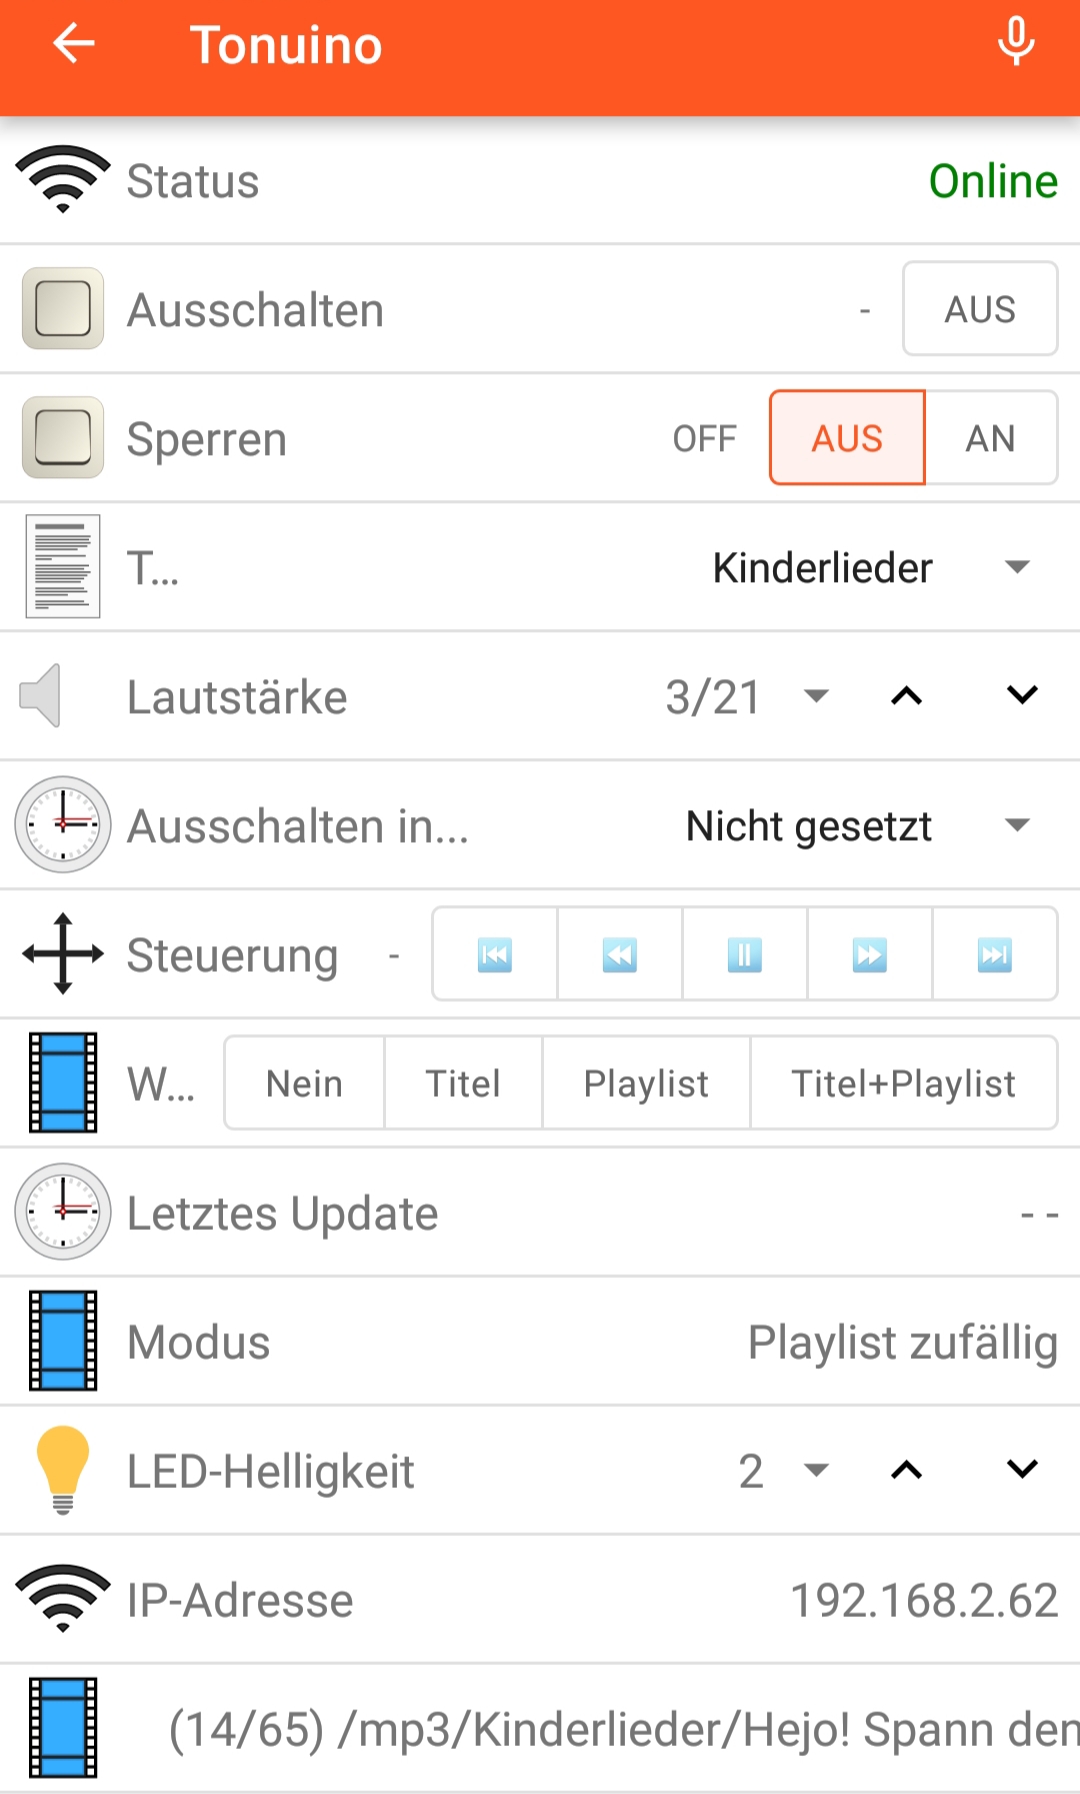 Tonuino
Status Online
Ausschalten - AUS
Sperren OFF AUS AN
T... Kinderlieder
Lautstärke 3/21
Ausschalten in... Nicht gesetzt
Steuerung -
W... Nein Titel Playlist Titel+Playlist
Letztes Update - -
Modus Playlist zufällig
LED-Helligkeit 2
IP-Adresse 192.168.2.62
(14/65) /mp3/Kinderlieder/Hejo! Spann den